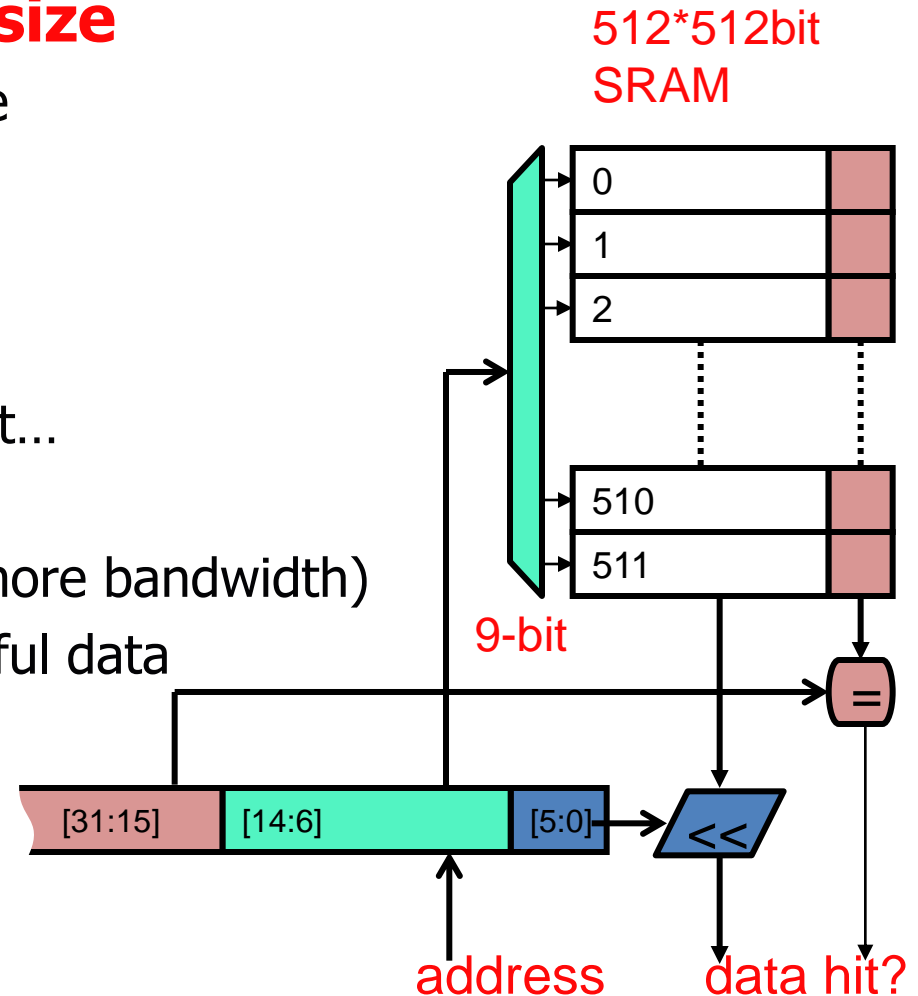 size
512*512bit
SRAM
e
0
1
2
t…
510
511
more bandwidth)
9-bit
ful data
=
[31:15]
[14:6]
[5:0]
<<
address
data hit?